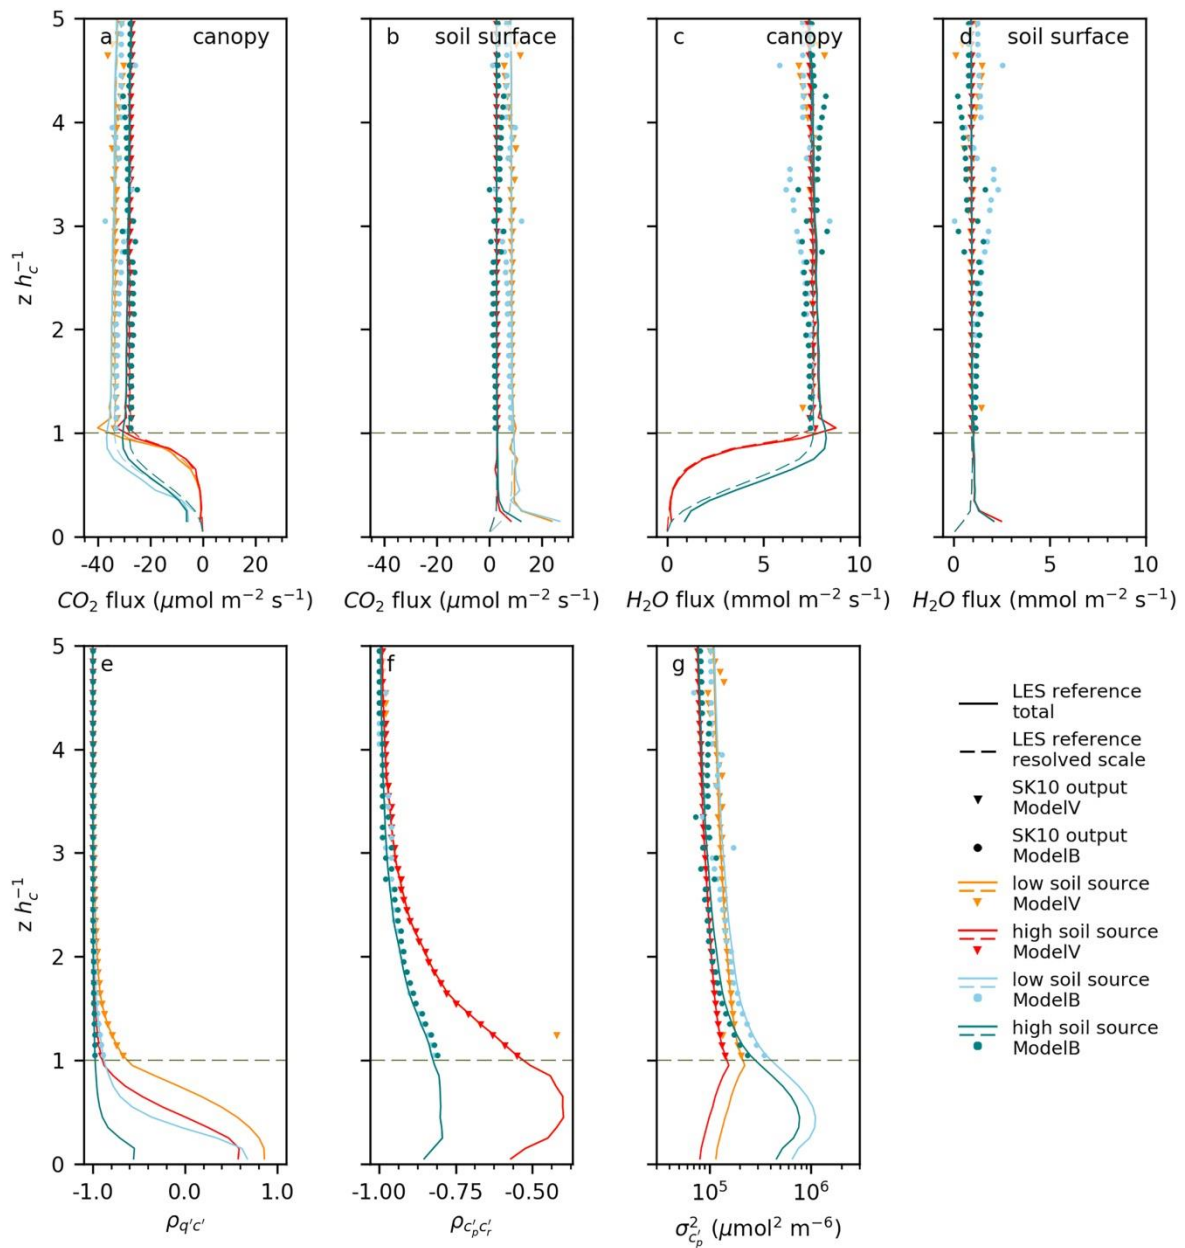 a canopy
b soil surface
c canopy
d soil surface
5
4
3
2
1
0
z h_c^{-1}
-40 -20 0 20
-40 -20 0 20
0 5 10
0 5 10
CO₂ flux (μmol m⁻² s⁻¹)
CO₂ flux (μmol m⁻² s⁻¹)
H₂O flux (mmol m⁻² s⁻¹)
H₂O flux (mmol m⁻² s⁻¹)
e
f
g
5
4
3
2
1
0
z h_c^{-1}
-1.0 0.0 1.0
-1.00 -0.75 -0.50
10⁵ 10⁶
ρ_{q'c'}
ρ_{c_p'c_r'}
σ²_{c_p'} (μmol² m⁻⁶)
LES reference
total
LES reference
resolved scale
SK10 output
ModelV
SK10 output
ModelB
low soil source
ModelV
high soil source
ModelV
low soil source
ModelB
high soil source
ModelB